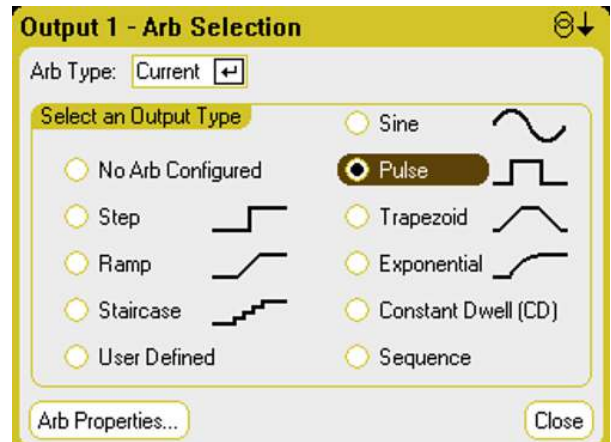 Output 1 - Arb Selection
Arb Type: Current
Select an Output Type
No Arb Configured
Step
Ramp
Staircase
User Defined
Sine
Pulse
Trapezoid
Exponential
Constant Dwell (CD)
Sequence
Arb Properties...
Close